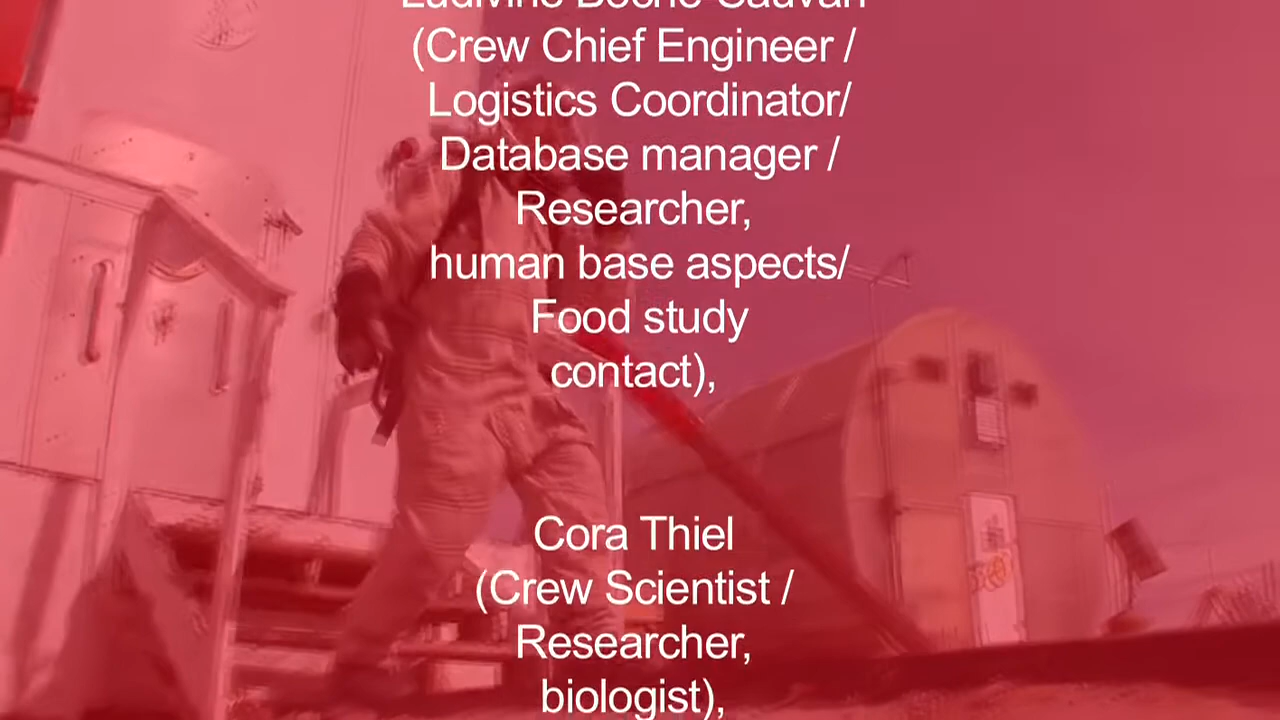 (Crew Chief Engineer /
Logistics Coordinator/
Database manager /
Researcher,
human base aspects/
Food study
contact),
Cora Thiel
(Crew Scientist /
Researcher,
biologist),